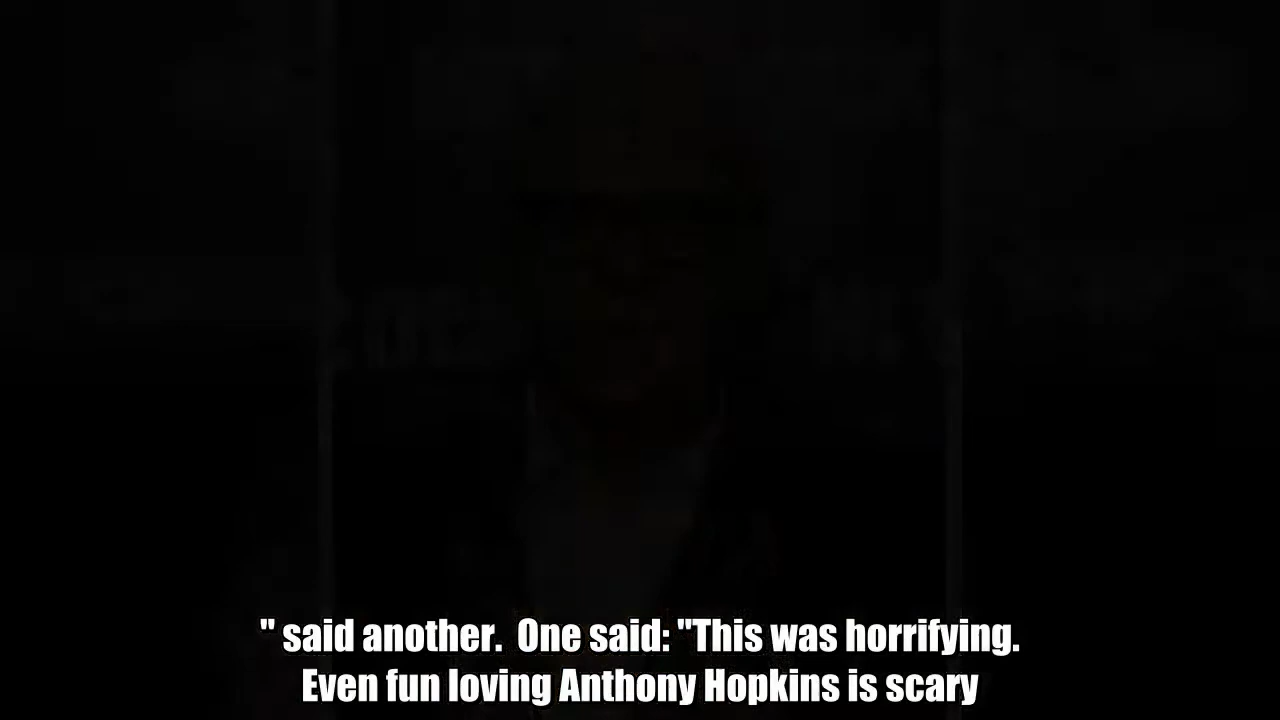 " said another.  One said: "This was horrifying.
Even fun loving Anthony Hopkins is scary